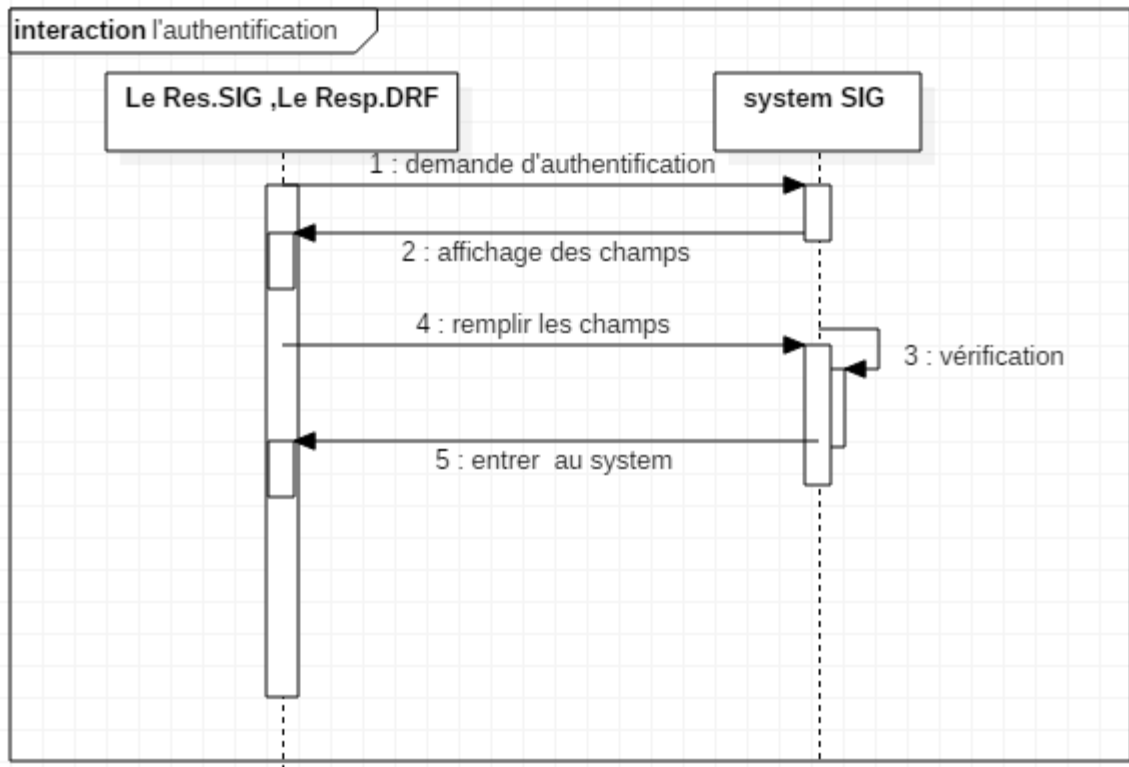 interaction l'authentification
Le Res.SIG ,Le Resp.DRF
system SIG
1 : demande d'authentification
2 : affichage des champs
4 : remplir les champs
3 : vérification
5 : entrer  au system